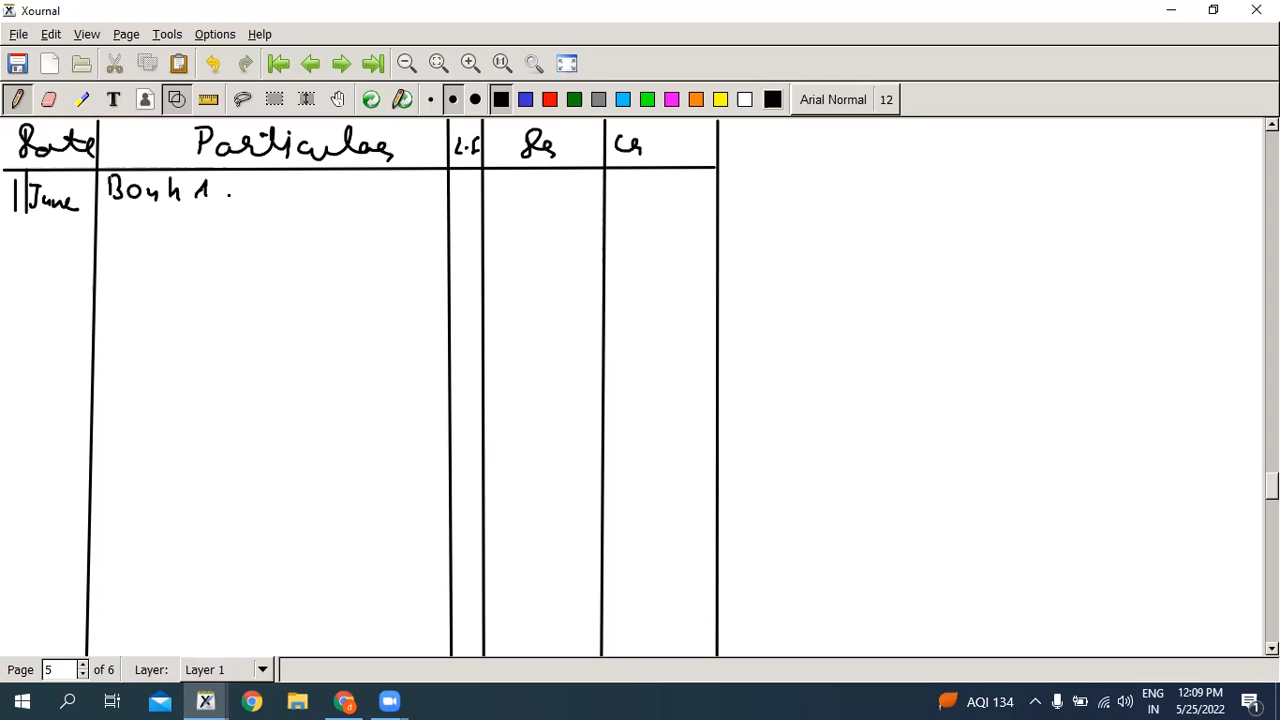 Xournal
File Edit View Page Tools Options Help
Arial Normal 12
Date Particulars L.F Dr Cr
11 June Bank A .
Page 5 of 6 Layer: Layer 1
AQI 134 ENG 12:09 PM
IN 5/25/2022 1